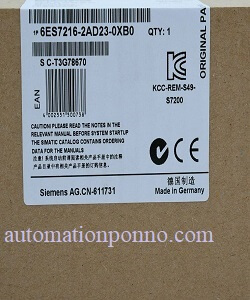 1P 6ES7216-2AD23-0XB0 QTY: 1
S C-T3G78670
EAN
KCC-REM-S49-
S7200
CAUTION! PLEASE READ THE NOTES IN THE
RELEVANT MANUAL BEFORE SYSTEM STARTUP
THE SIMATIC CATALOG CONTAINS ORDERING
DATA FOR THE MANUALS
Siemens AG.CN-611731
德国制造
Made in Germany
ORIGINAL PA
automationponno.com